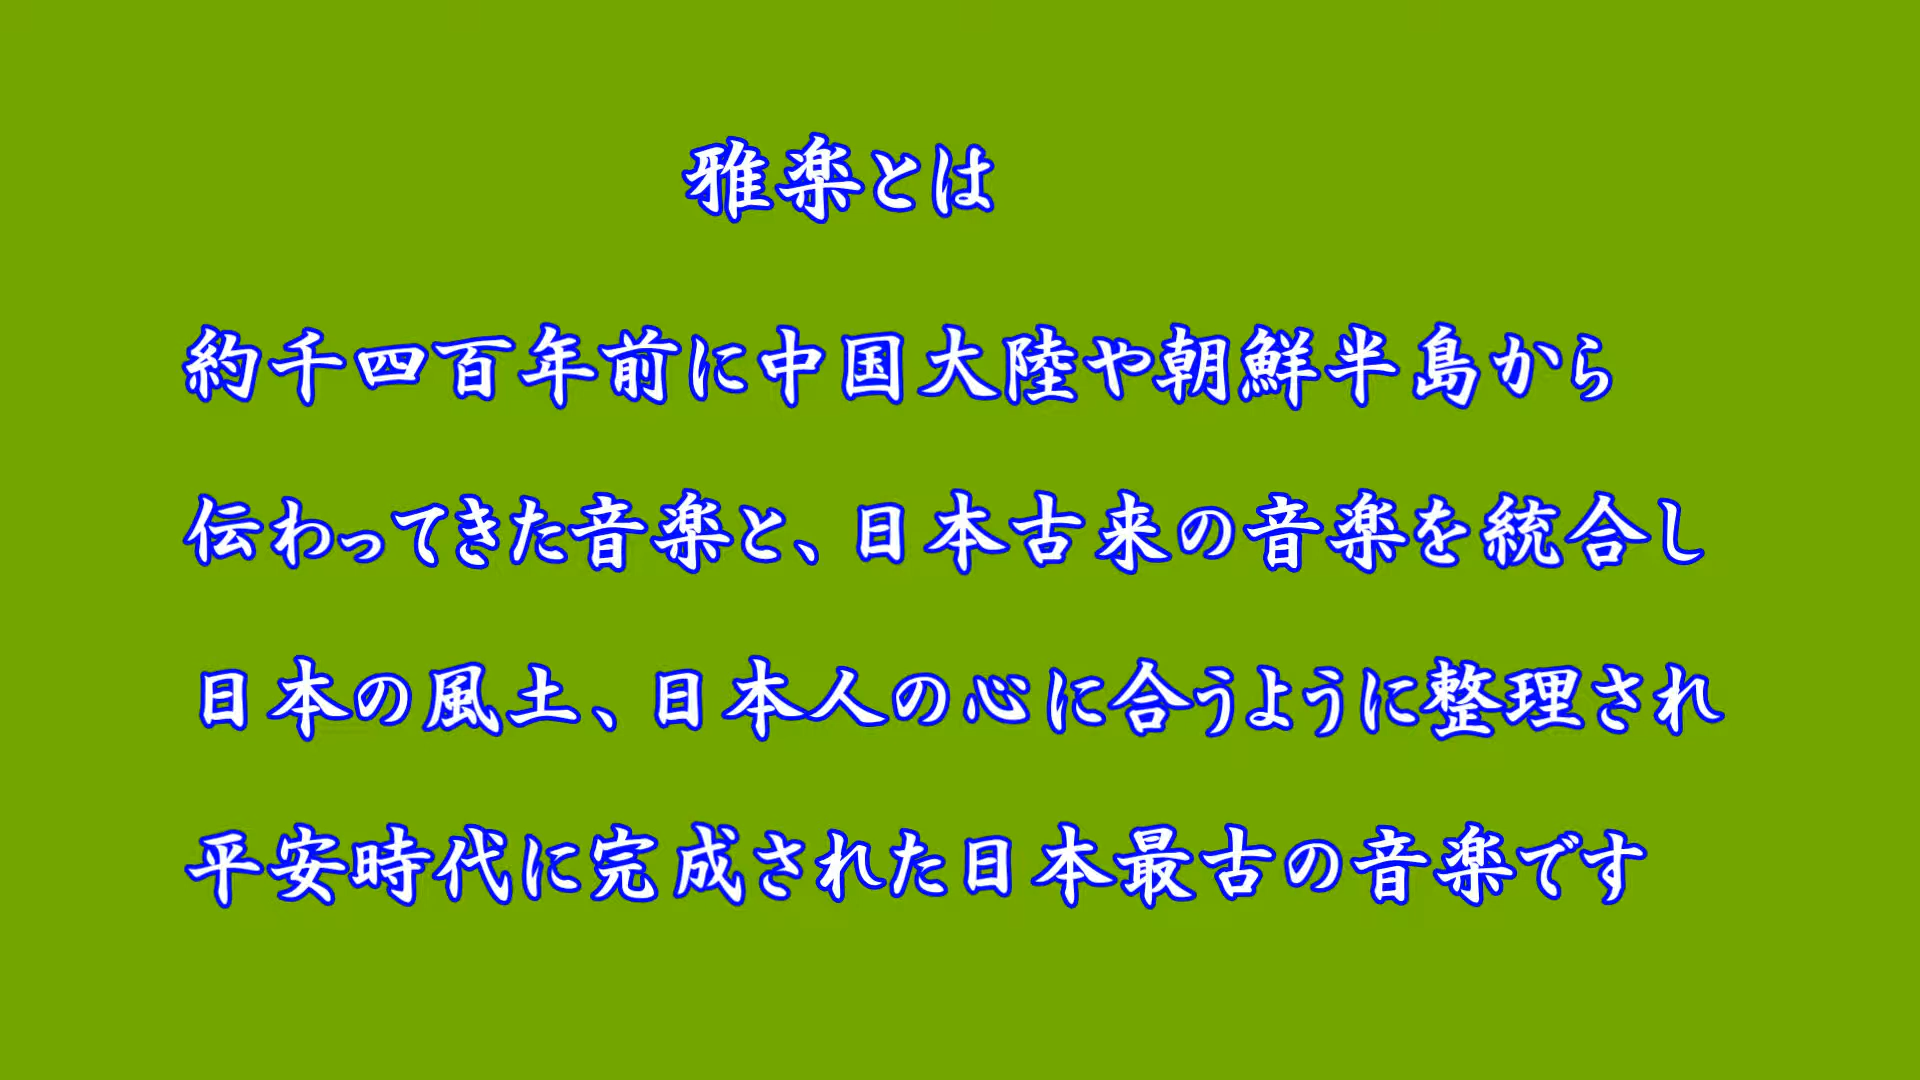 雅楽とは
約千四百年前に中国大陸や朝鮮半島から
伝わってきた音楽と、日本古来の音楽を統合し
日本の風土、日本人の心に合うように整理され
平安時代に完成された日本最古の音楽です